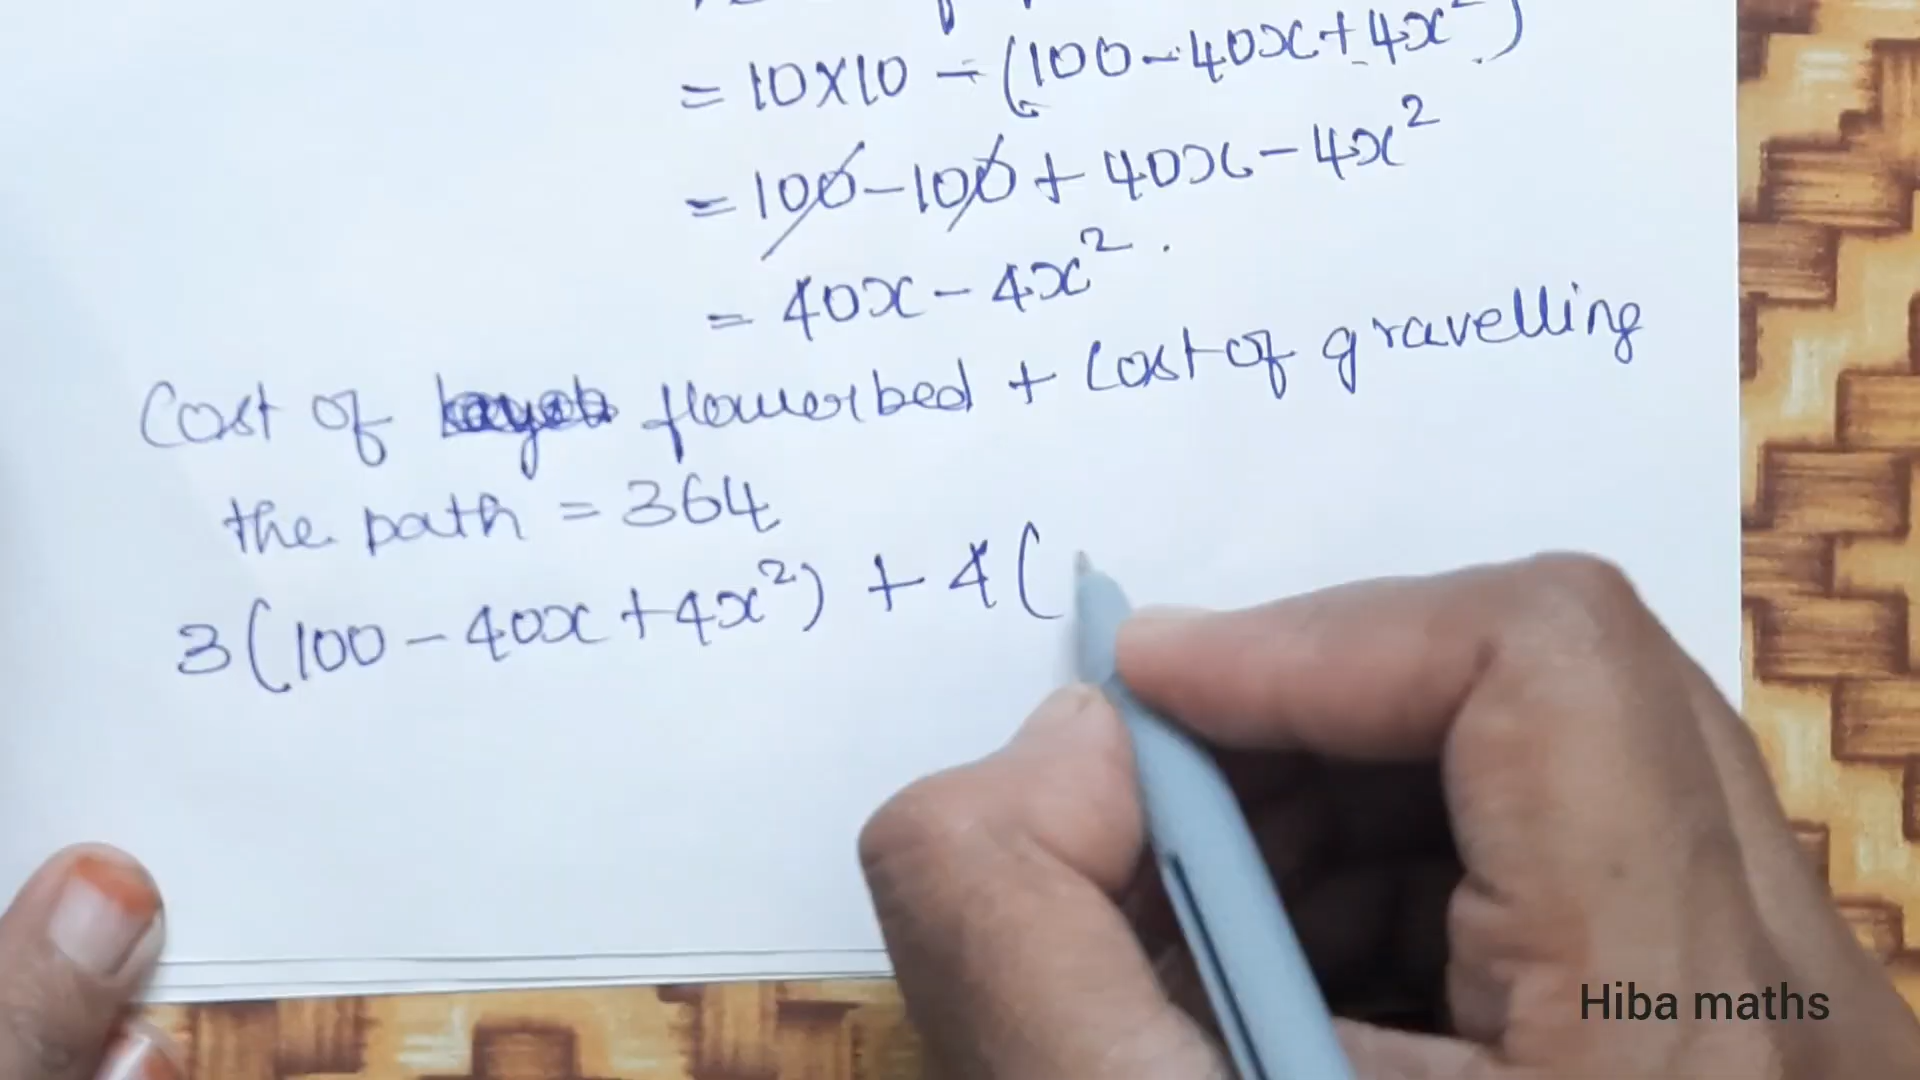 = 10×10 - (100-40x+4x²)
= 100-100+40x-4x²
= 40x-4x².
Cost of flowerbed + Cost of gravelling
the path = 364
3(100-40x+4x²) + 4(
Hiba maths